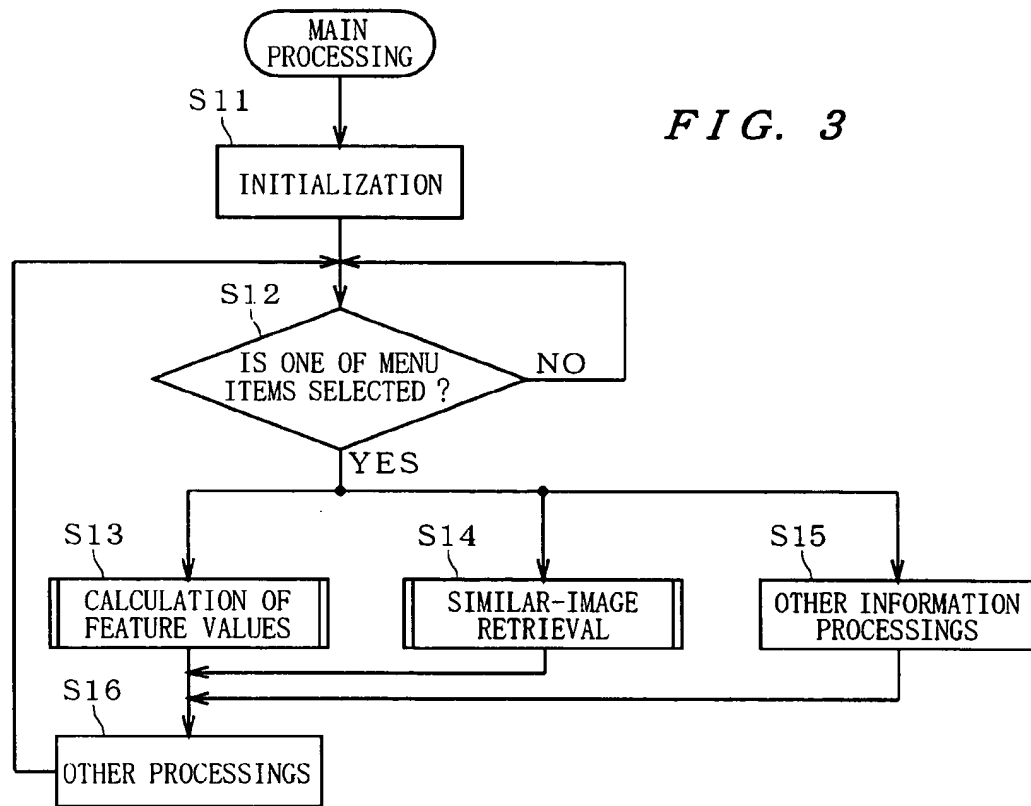 MAIN
PROCESSING
FIG. 3
S11
INITIALIZATION
S12
IS ONE OF MENU
ITEMS SELECTED ?
NO
YES
S13
CALCULATION OF
FEATURE VALUES
S14
SIMILAR-IMAGE
RETRIEVAL
S15
OTHER INFORMATION
PROCESSINGS
S16
OTHER PROCESSINGS